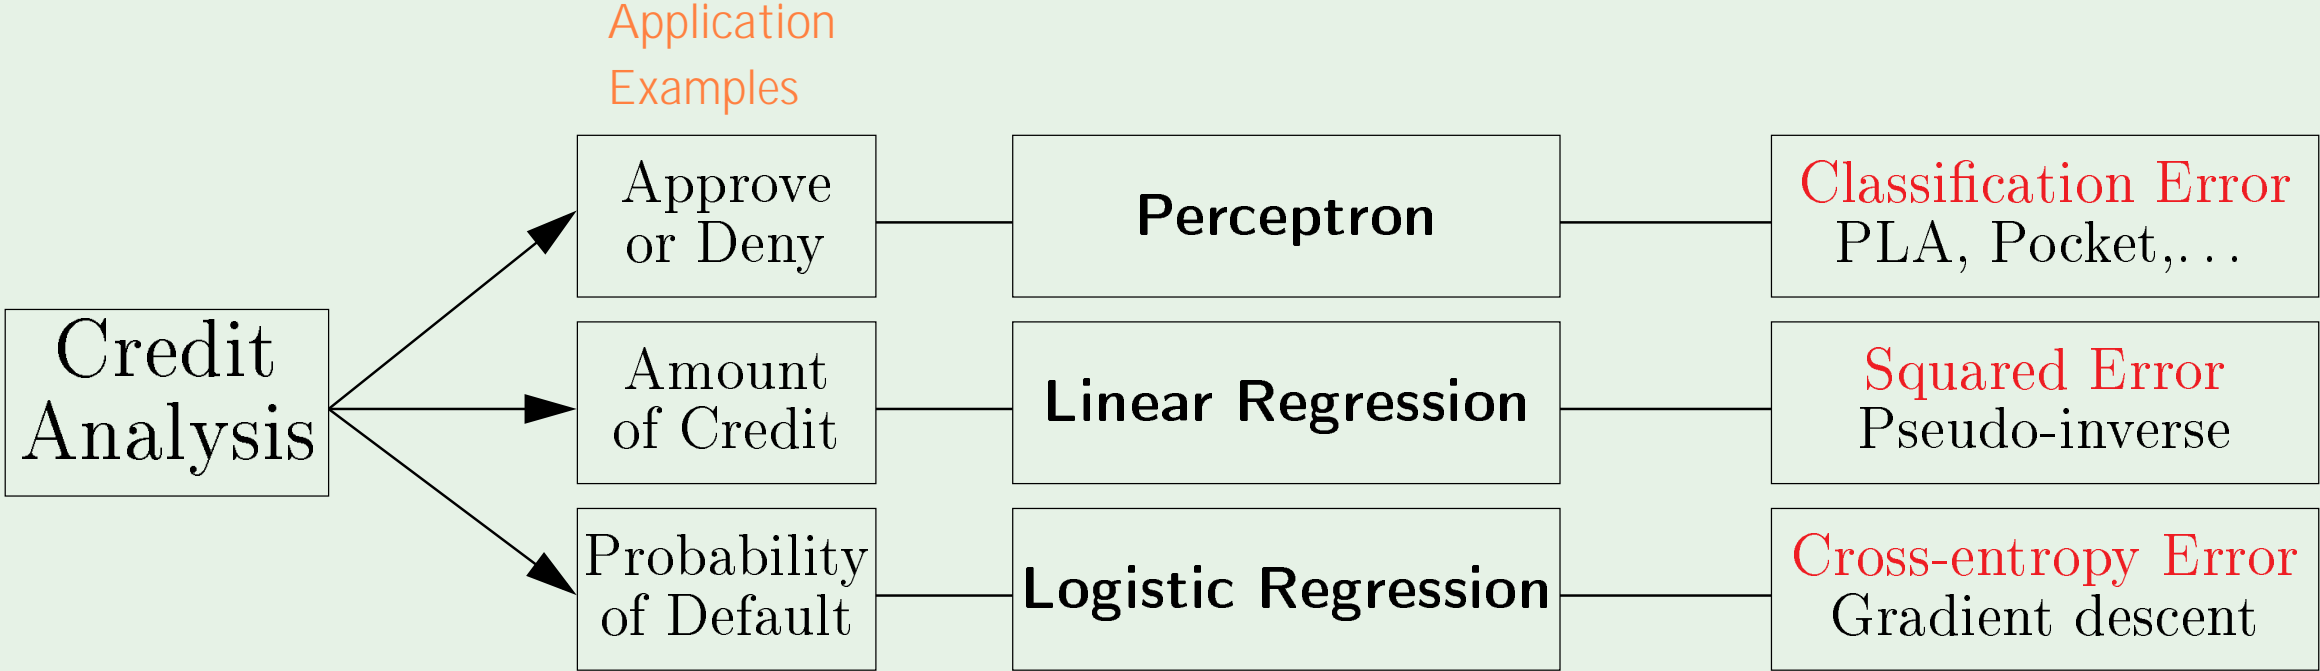 Application
Examples
Credit
Analysis
Approve
or Deny
Perceptron
Classification Error
PLA, Pocket,...
Amount
of Credit
Linear Regression
Squared Error
Pseudo-inverse
Probability
of Default
Logistic Regression
Cross-entropy Error
Gradient descent